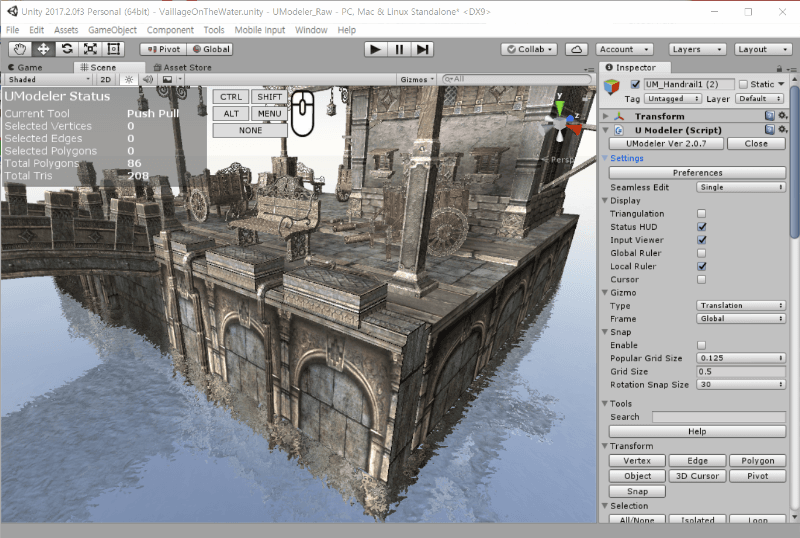 Unity 2017.2.0f3 Personal (64bit) - VaillageOnTheWater.unity - UModeler_Raw - PC, Mac & Linux Standalone* <DX9>
File Edit Assets GameObject Component Tools Mobile Input Window Help
Pivot Global Collab Account Layers Layout
Game Scene Asset Store
Shaded 2D Gizmos All
UModeler Status
Current Tool Push Pull
Selected Vertices 0
Selected Edges 0
Selected Polygons 0
Total Polygons 86
Total Tris 208
CTRL SHIFT
ALT MENU
NONE
y
x
Persp
Inspector
UM_Handrail1 (2) Static
Tag Untagged Layer Default
Transform
U Modeler (Script)
UModeler Ver 2.0.7 Close
Settings
Preferences
Seamless Edit Single
Display
Triangulation
Status HUD
Input Viewer
Global Ruler
Local Ruler
Cursor
Gizmo
Type Translation
Frame Global
Snap
Enable
Popular Grid Size 0.125
Grid Size 0.5
Rotation Snap Size 30
Tools
Search
Help
Transform
Vertex Edge Polygon
Object 3D Cursor Pivot
Snap
Selection
All/None Isolated Loop